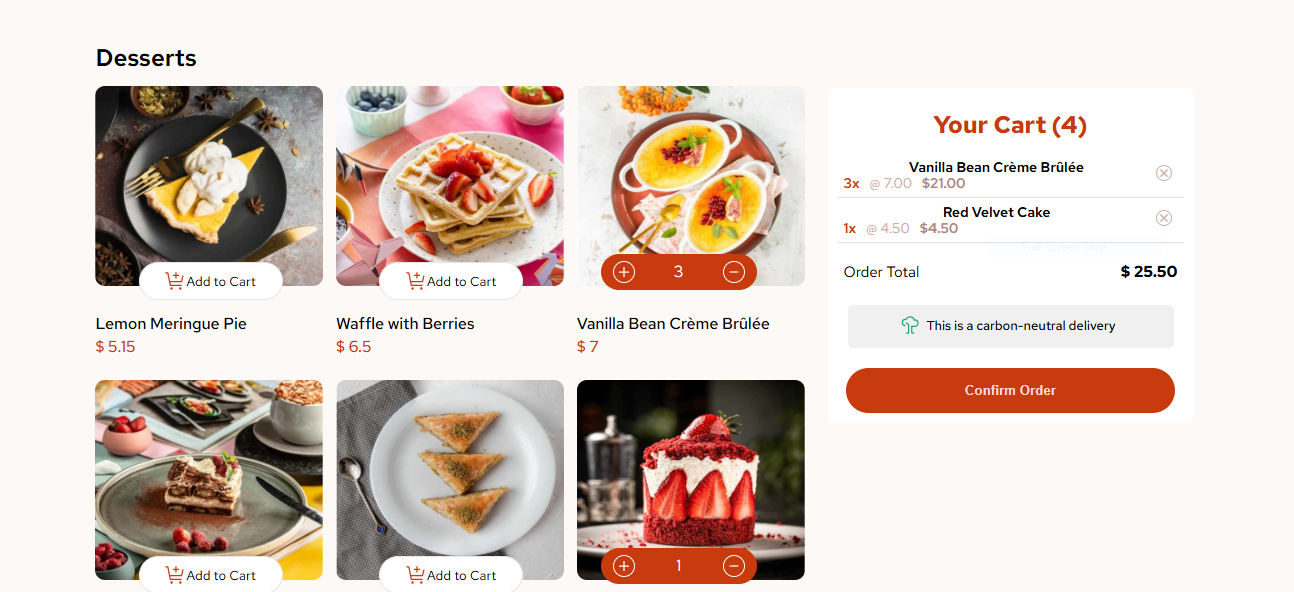 Desserts
Add to Cart
Add to Cart
3
Lemon Meringue Pie
$ 5.15
Waffle with Berries
$ 6.5
Vanilla Bean Crème Brûlée
$ 7
Add to Cart
Add to Cart
1
Your Cart (4)
Vanilla Bean Crème Brûlée
3x @ 7.00 $21.00
Red Velvet Cake
1x @ 4.50 $4.50
Order Total $ 25.50
This is a carbon-neutral delivery
Confirm Order